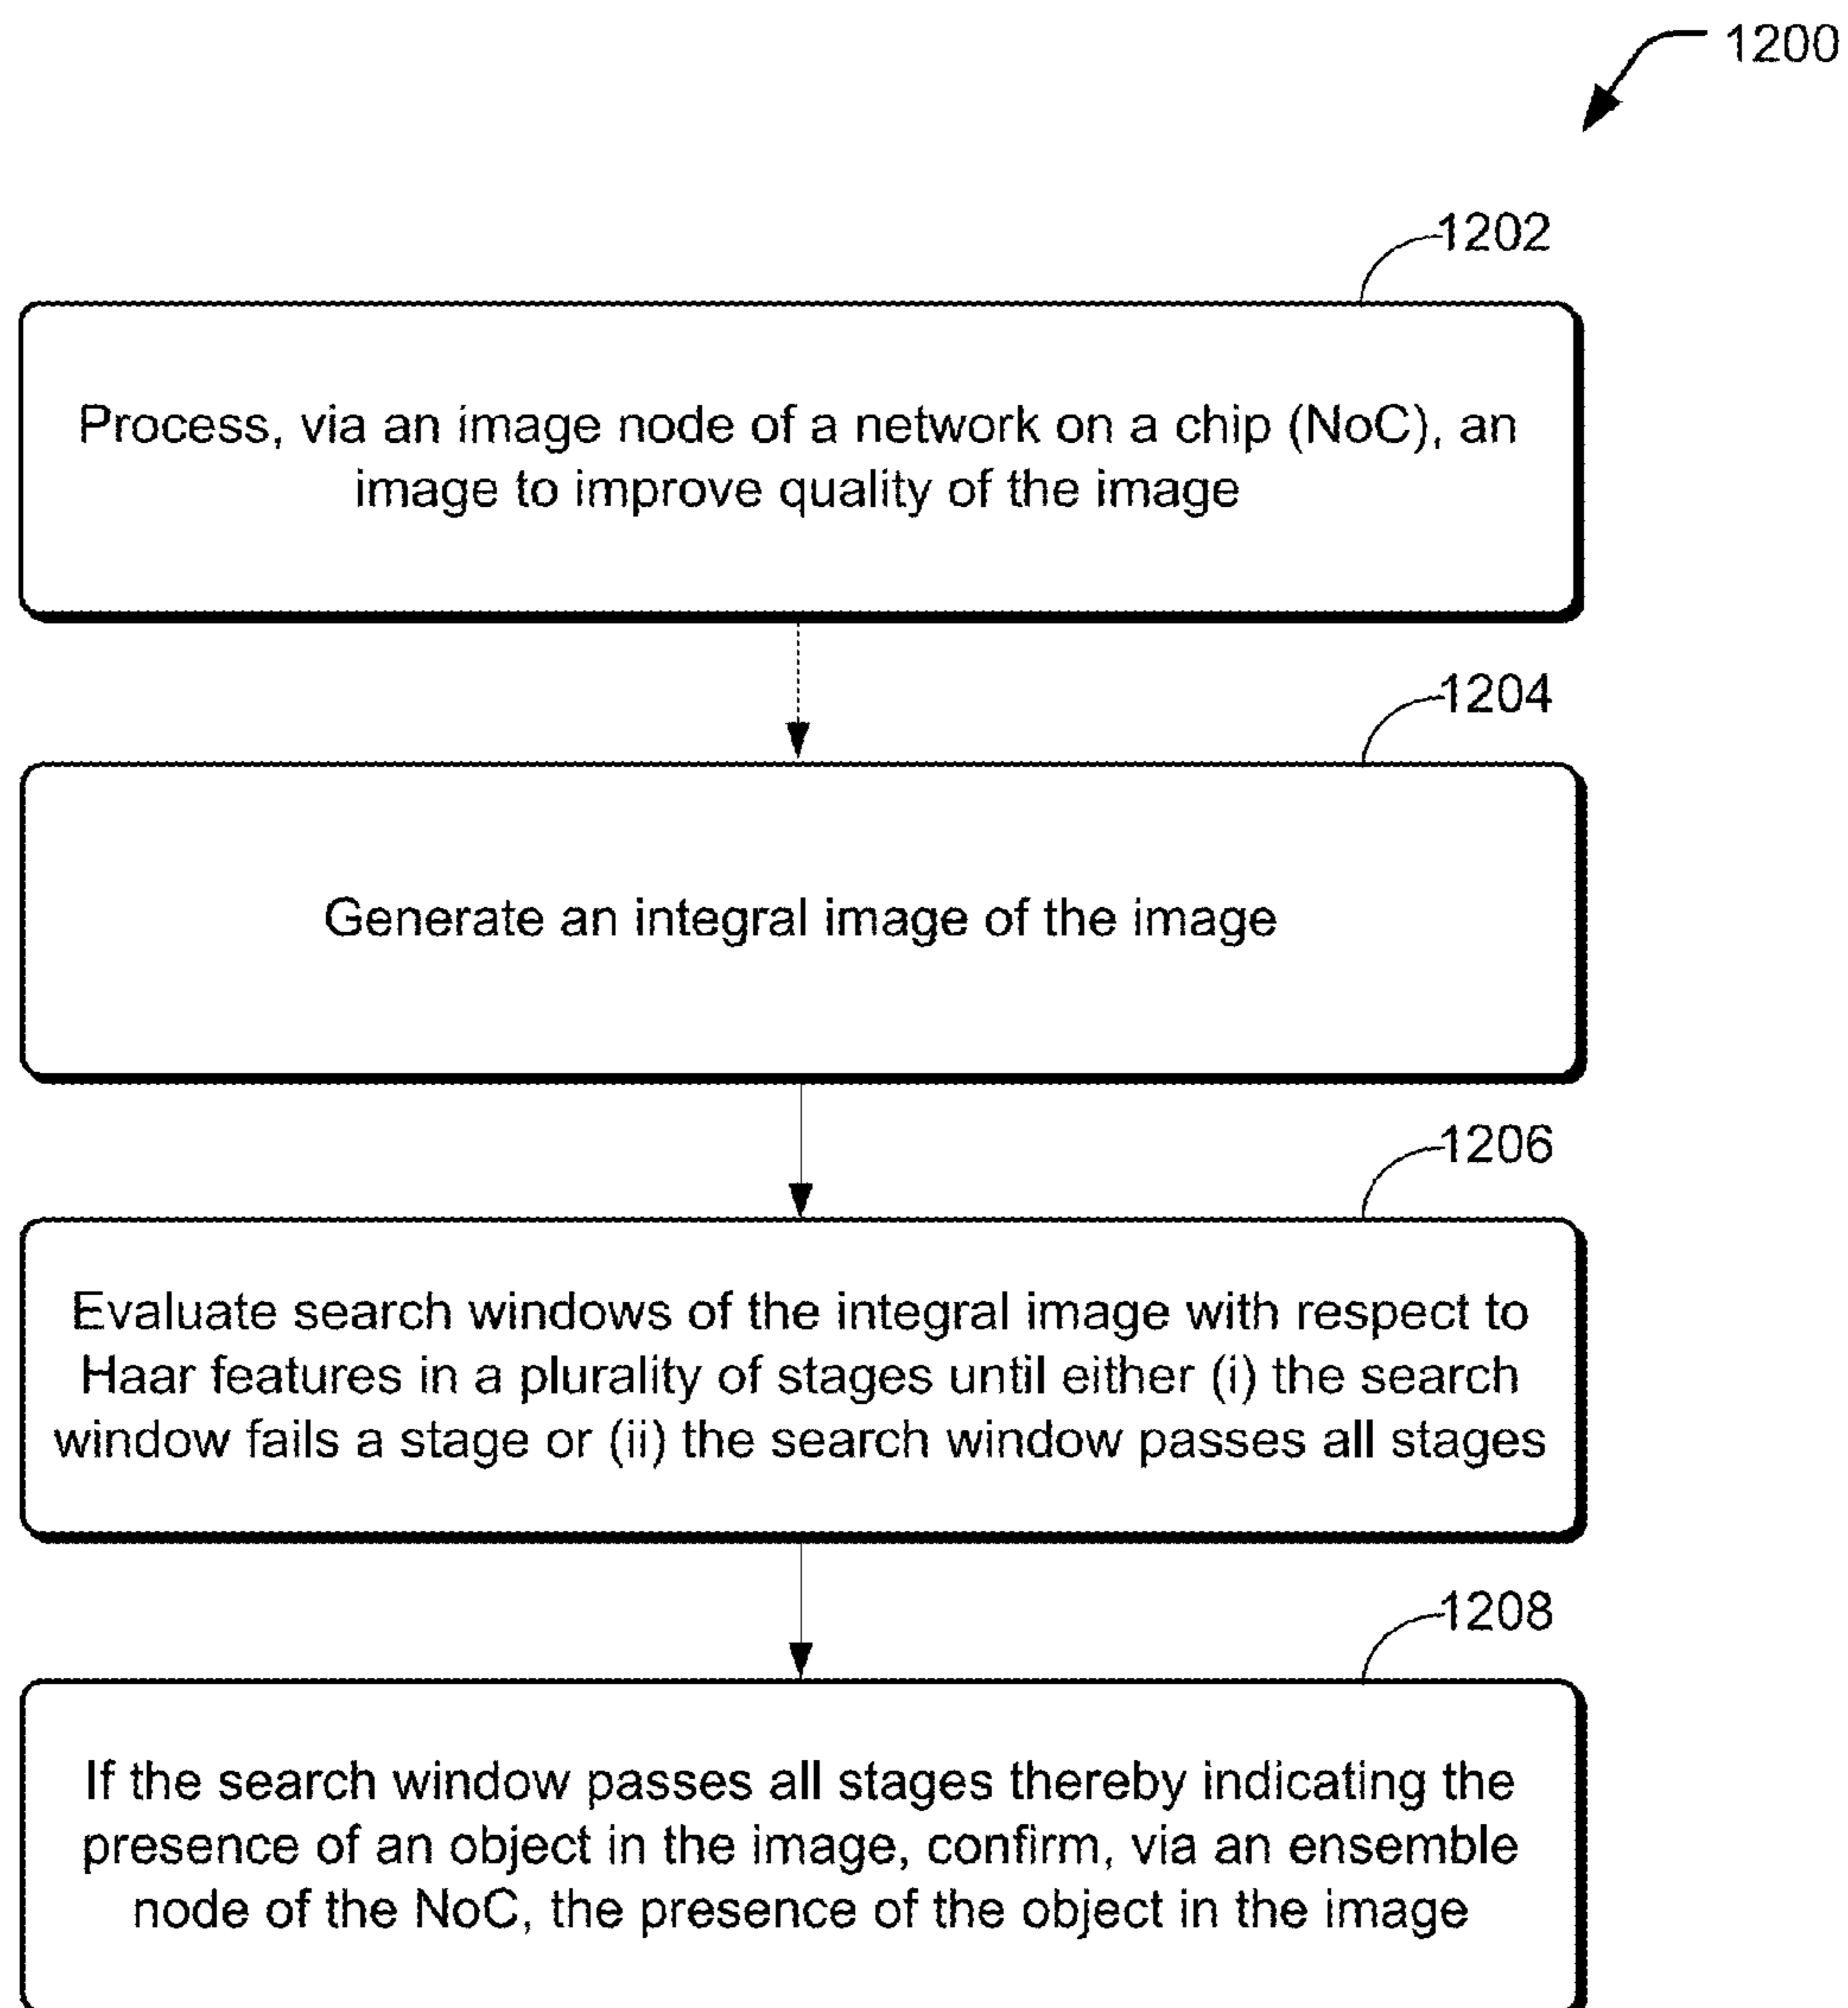 1200
1202
Process, via an image node of a network on a chip (NoC), an
image to improve quality of the image
1204
Generate an integral image of the image
1206
Evaluate search windows of the integral image with respect to
Haar features in a plurality of stages until either (i) the search
window fails a stage or (ii) the search window passes all stages
1208
If the search window passes all stages thereby indicating the
presence of an object in the image, confirm, via an ensemble
node of the NoC, the presence of the object in the image